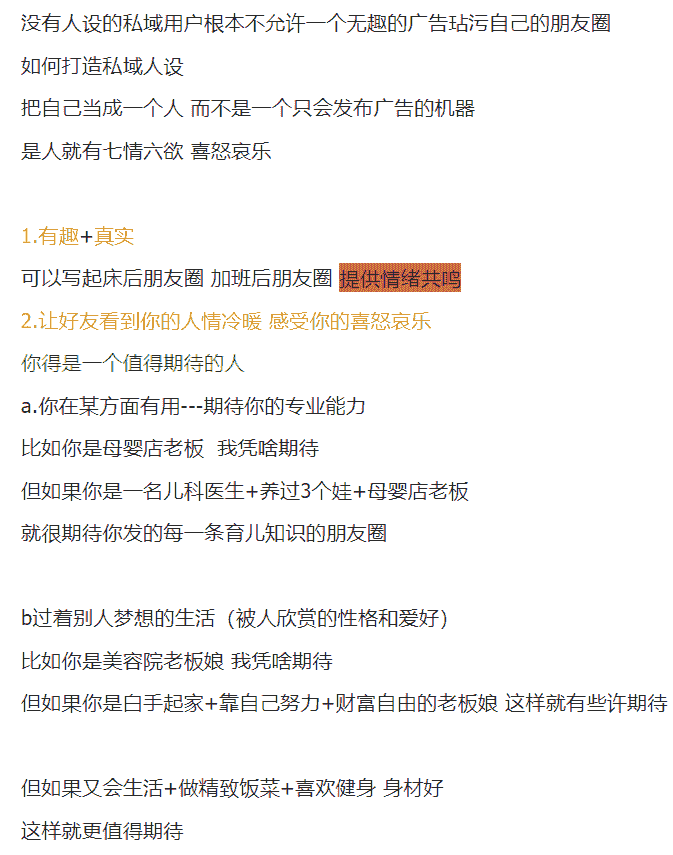 没有人设的私域用户根本不允许一个无趣的广告玷污自己的朋友圈
如何打造私域人设
把自己当成一个人 而不是一个只会发布广告的机器
是人就有七情六欲 喜怒哀乐
1.有趣+真实
可以写起床后朋友圈 加班后朋友圈 提供情绪共鸣
2.让好友看到你的人情冷暖 感受你的喜怒哀乐
你得是一个值得期待的人
a.你在某方面有用---期待你的专业能力
比如你是母婴店老板  我凭啥期待
但如果你是一名儿科医生+养过3个娃+母婴店老板
就很期待你发的每一条育儿知识的朋友圈
b过着别人梦想的生活（被人欣赏的性格和爱好）
比如你是美容院老板娘 我凭啥期待
但如果你是白手起家+靠自己努力+财富自由的老板娘 这样就有些许期待
但如果又会生活+做精致饭菜+喜欢健身 身材好
这样就更值得期待